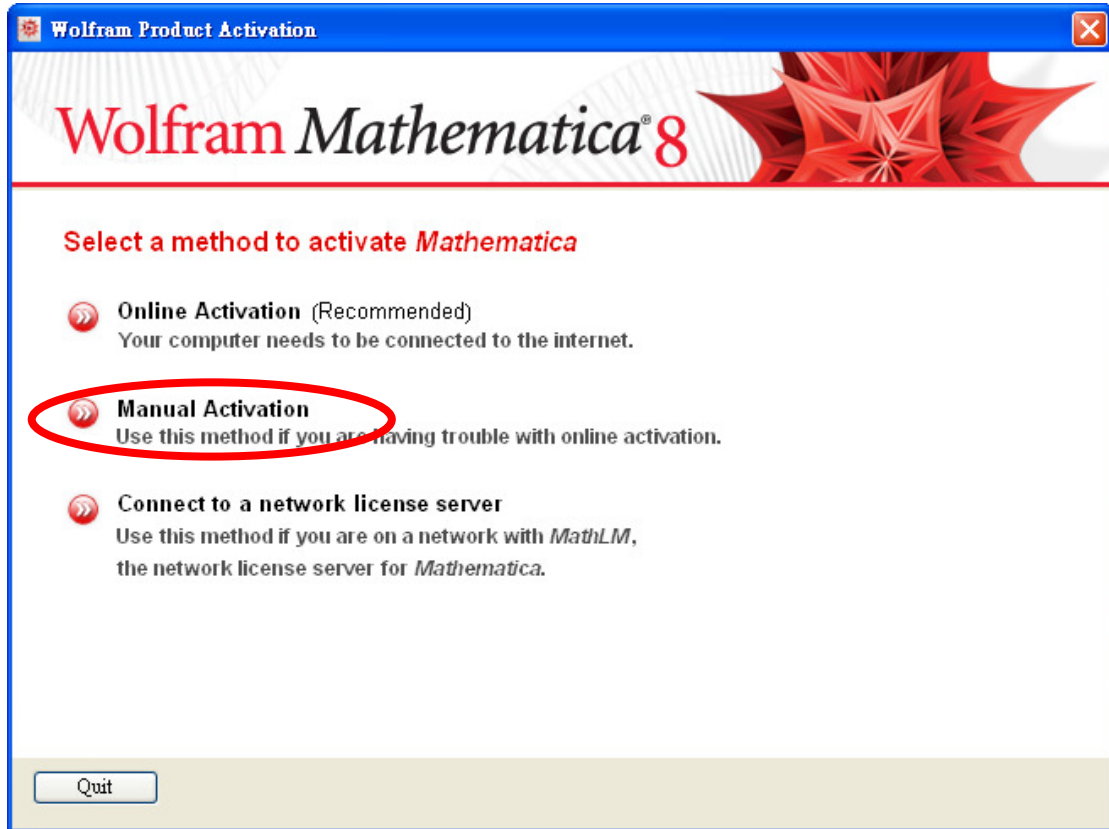 Wolfram Product Activation
Wolfram Mathematica®8
Select a method to activate Mathematica
Online Activation (Recommended)
Your computer needs to be connected to the internet.
Manual Activation
Use this method if you are having trouble with online activation.
Connect to a network license server
Use this method if you are on a network with MathLM,
the network license server for Mathematica.
Quit